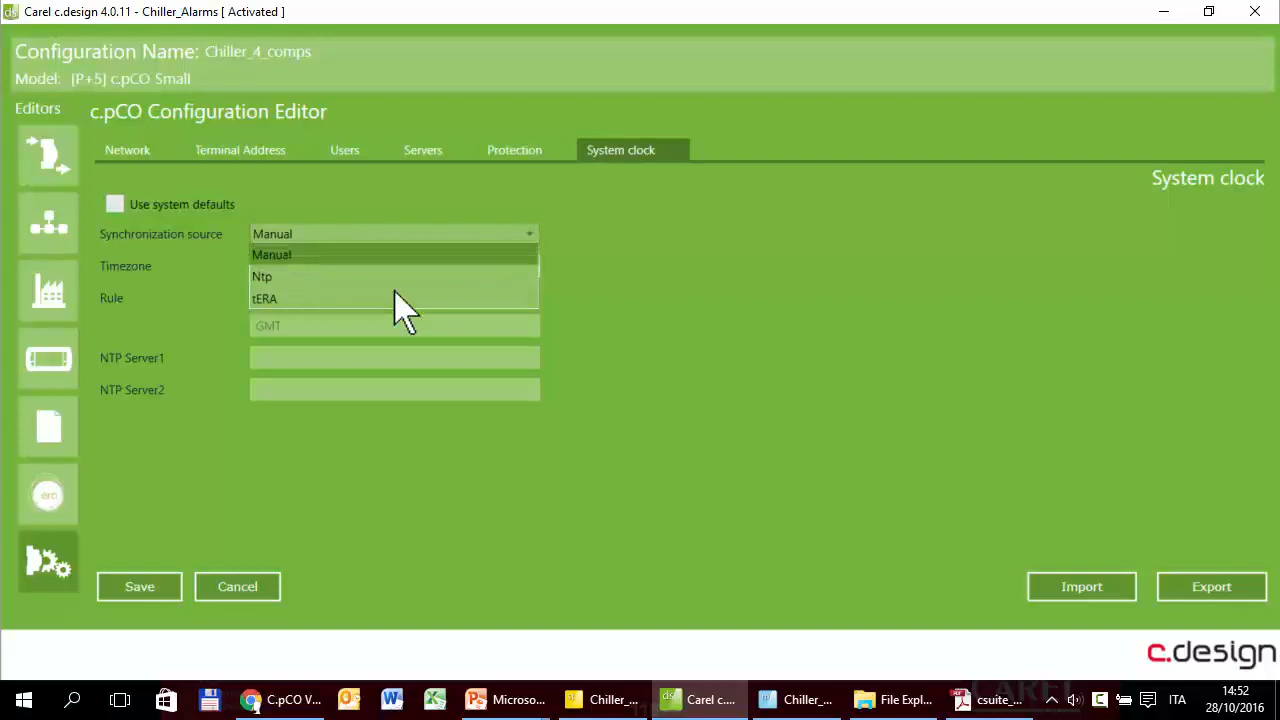 Carel c.design 4.0.11 - Chiller_Alarms [ Activated ]
Configuration Name: Chiller_4_comps
Model: [P+5] c.pCO Small
Editors
c.pCO Configuration Editor
Network Terminal Address Users Servers Protection System clock
System clock
Use system defaults
Synchronization source Manual
Manual
Timezone
Ntp
Rule
tERA
GMT
NTP Server1
NTP Server2
Save Cancel Import Export
c.design
C.pCO V... Microso... Chiller_... Carel c.... Chiller_... File Expl... csuite_... ITA
14:52
28/10/2016